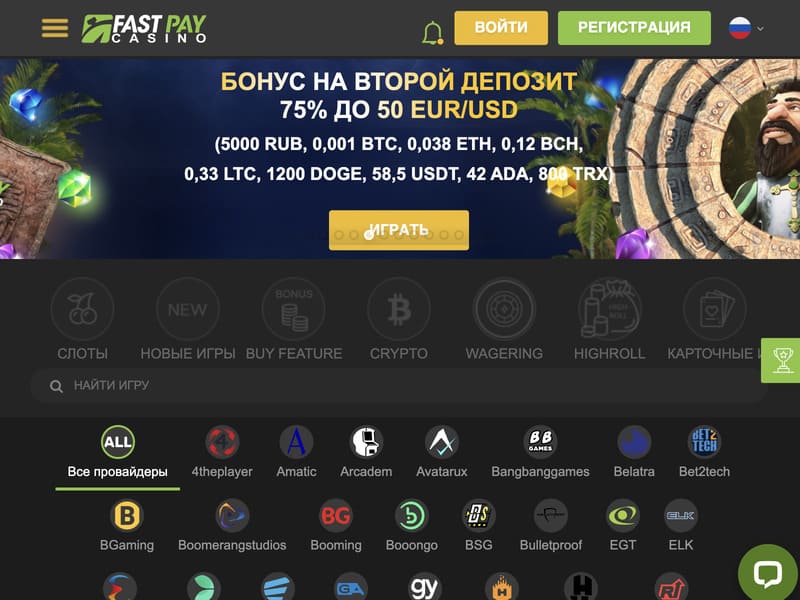 FAST PAY
CASINO
ВОЙТИ
РЕГИСТРАЦИЯ
БОНУС НА ВТОРОЙ ДЕПОЗИТ
75% ДО 50 EUR/USD
(5000 RUB, 0,001 BTC, 0,038 ETH, 0,12 BCH,
0,33 LTC, 1200 DOGE, 58,5 USDT, 42 ADA, 800 TRX)
ИГРАТЬ
NEW
BONUS
HIGH
ROLL
СЛОТЫ
НОВЫЕ ИГРЫ
BUY FEATURE
CRYPTO
WAGERING
HIGHROLL
КАРТОЧНЫЕ
НАЙТИ ИГРУ
ALL
4
A
BB
GAMES
BET2
TECH
Все провайдеры
4theplayer
Amatic
Arcadem
Avatarux
Bangbanggames
Belatra
Bet2tech
B
BG
BS
ELK
BGaming
Boomerangstudios
Booming
Booongo
BSG
Bulletproof
EGT
ELK
GA
gy